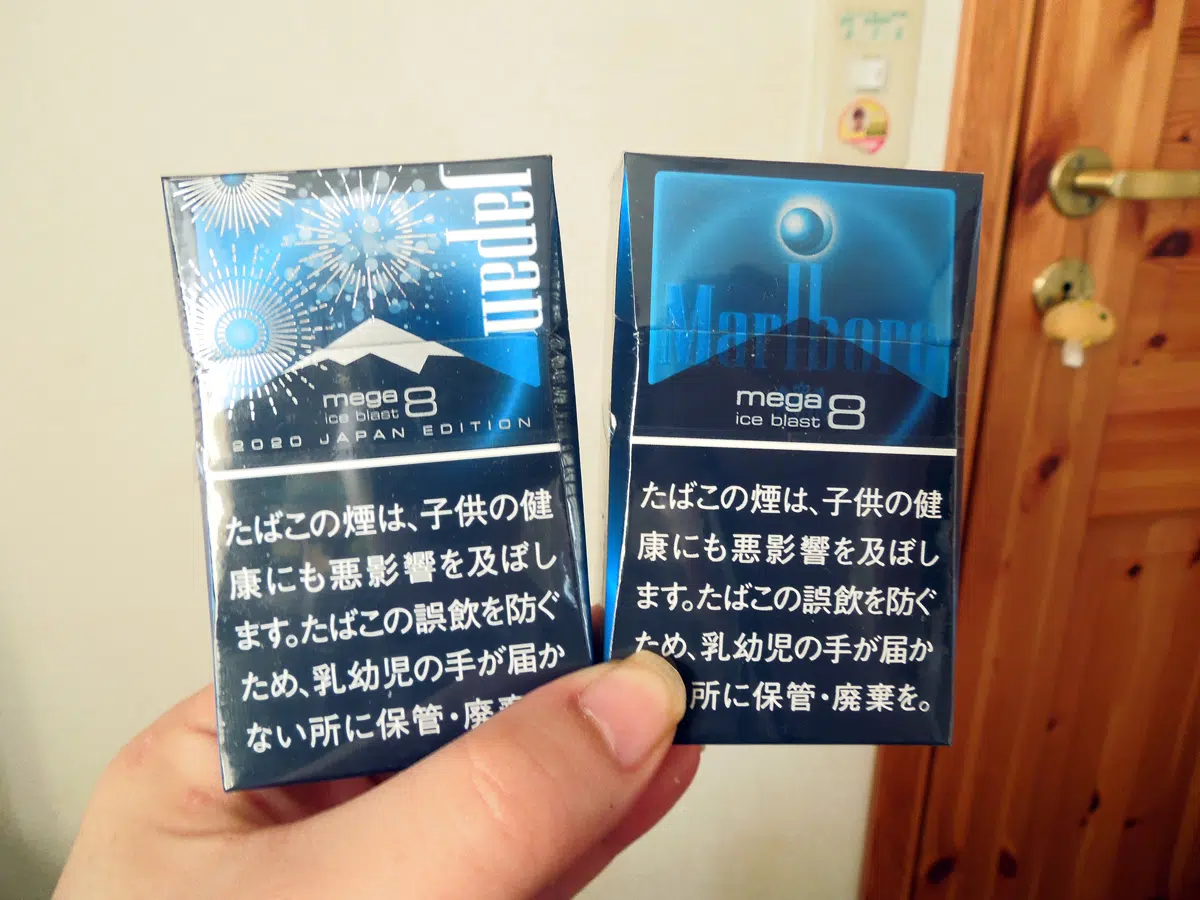 Japan
mega 8
ice blast
2020 JAPAN EDITION
たばこの煙は、子供の健
康にも悪影響を及ぼし
ます。たばこの誤飲を防ぐ
ため、乳幼児の手が届か
ない所に保管・廃棄
Marlboro
mega 8
ice blast
たばこの煙は、子供の健
康にも悪影響を及ぼし
ます。たばこの誤飲を防ぐ
ため、乳幼児の手が届か
所に保管・廃棄を。